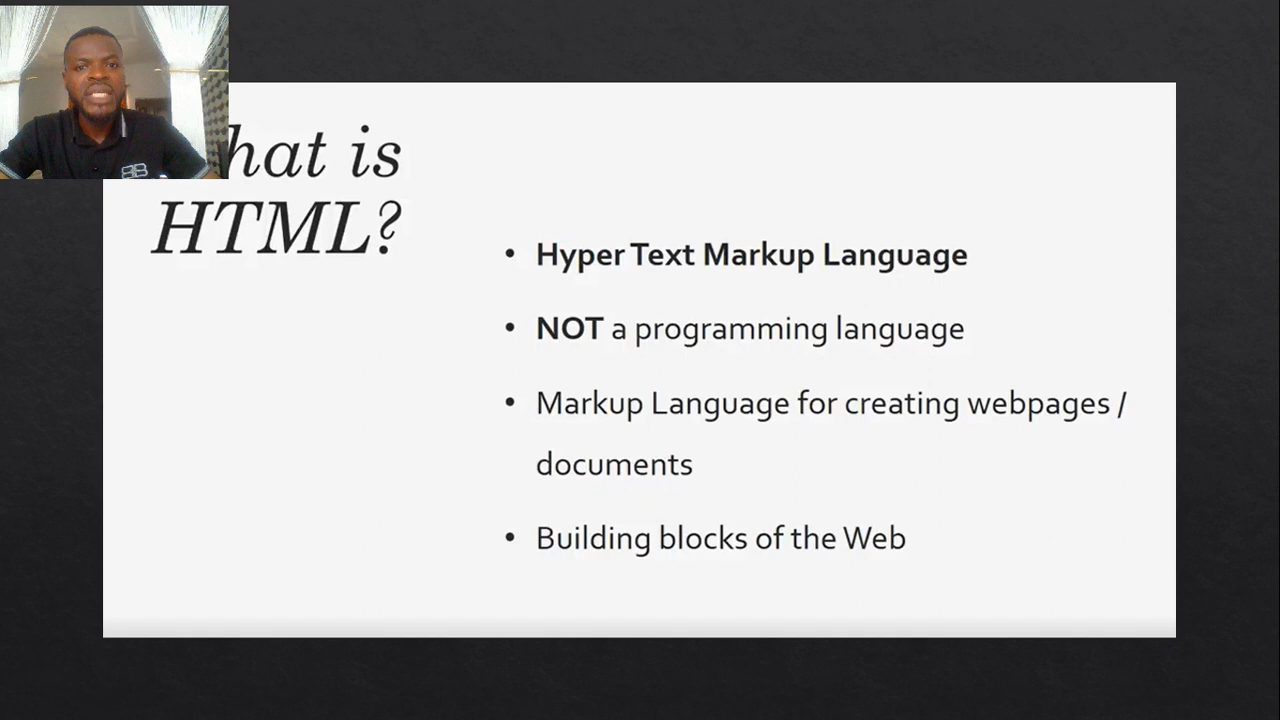 hat is
HTML?
• Hyper Text Markup Language
• NOT a programming language
• Markup Language for creating webpages /
documents
• Building blocks of the Web